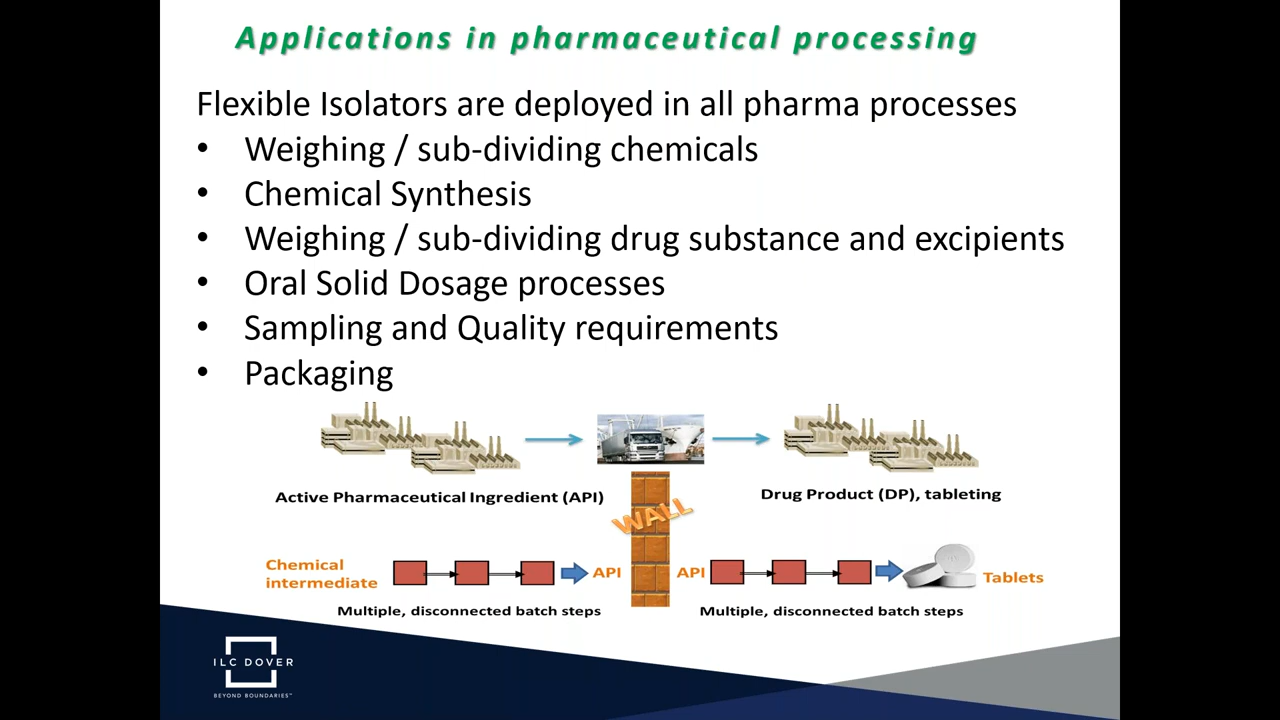 Applications in pharmaceutical processing
Flexible Isolators are deployed in all pharma processes
• Weighing / sub-dividing chemicals
• Chemical Synthesis
• Weighing / sub-dividing drug substance and excipients
• Oral Solid Dosage processes
• Sampling and Quality requirements
• Packaging
Active Pharmaceutical Ingredient (API)
Drug Product (DP), tableting
WALL
Chemical
intermediate
API
API
Tablets
Multiple, disconnected batch steps
Multiple, disconnected batch steps
ILC DOVER
BEYOND BOUNDARIES™